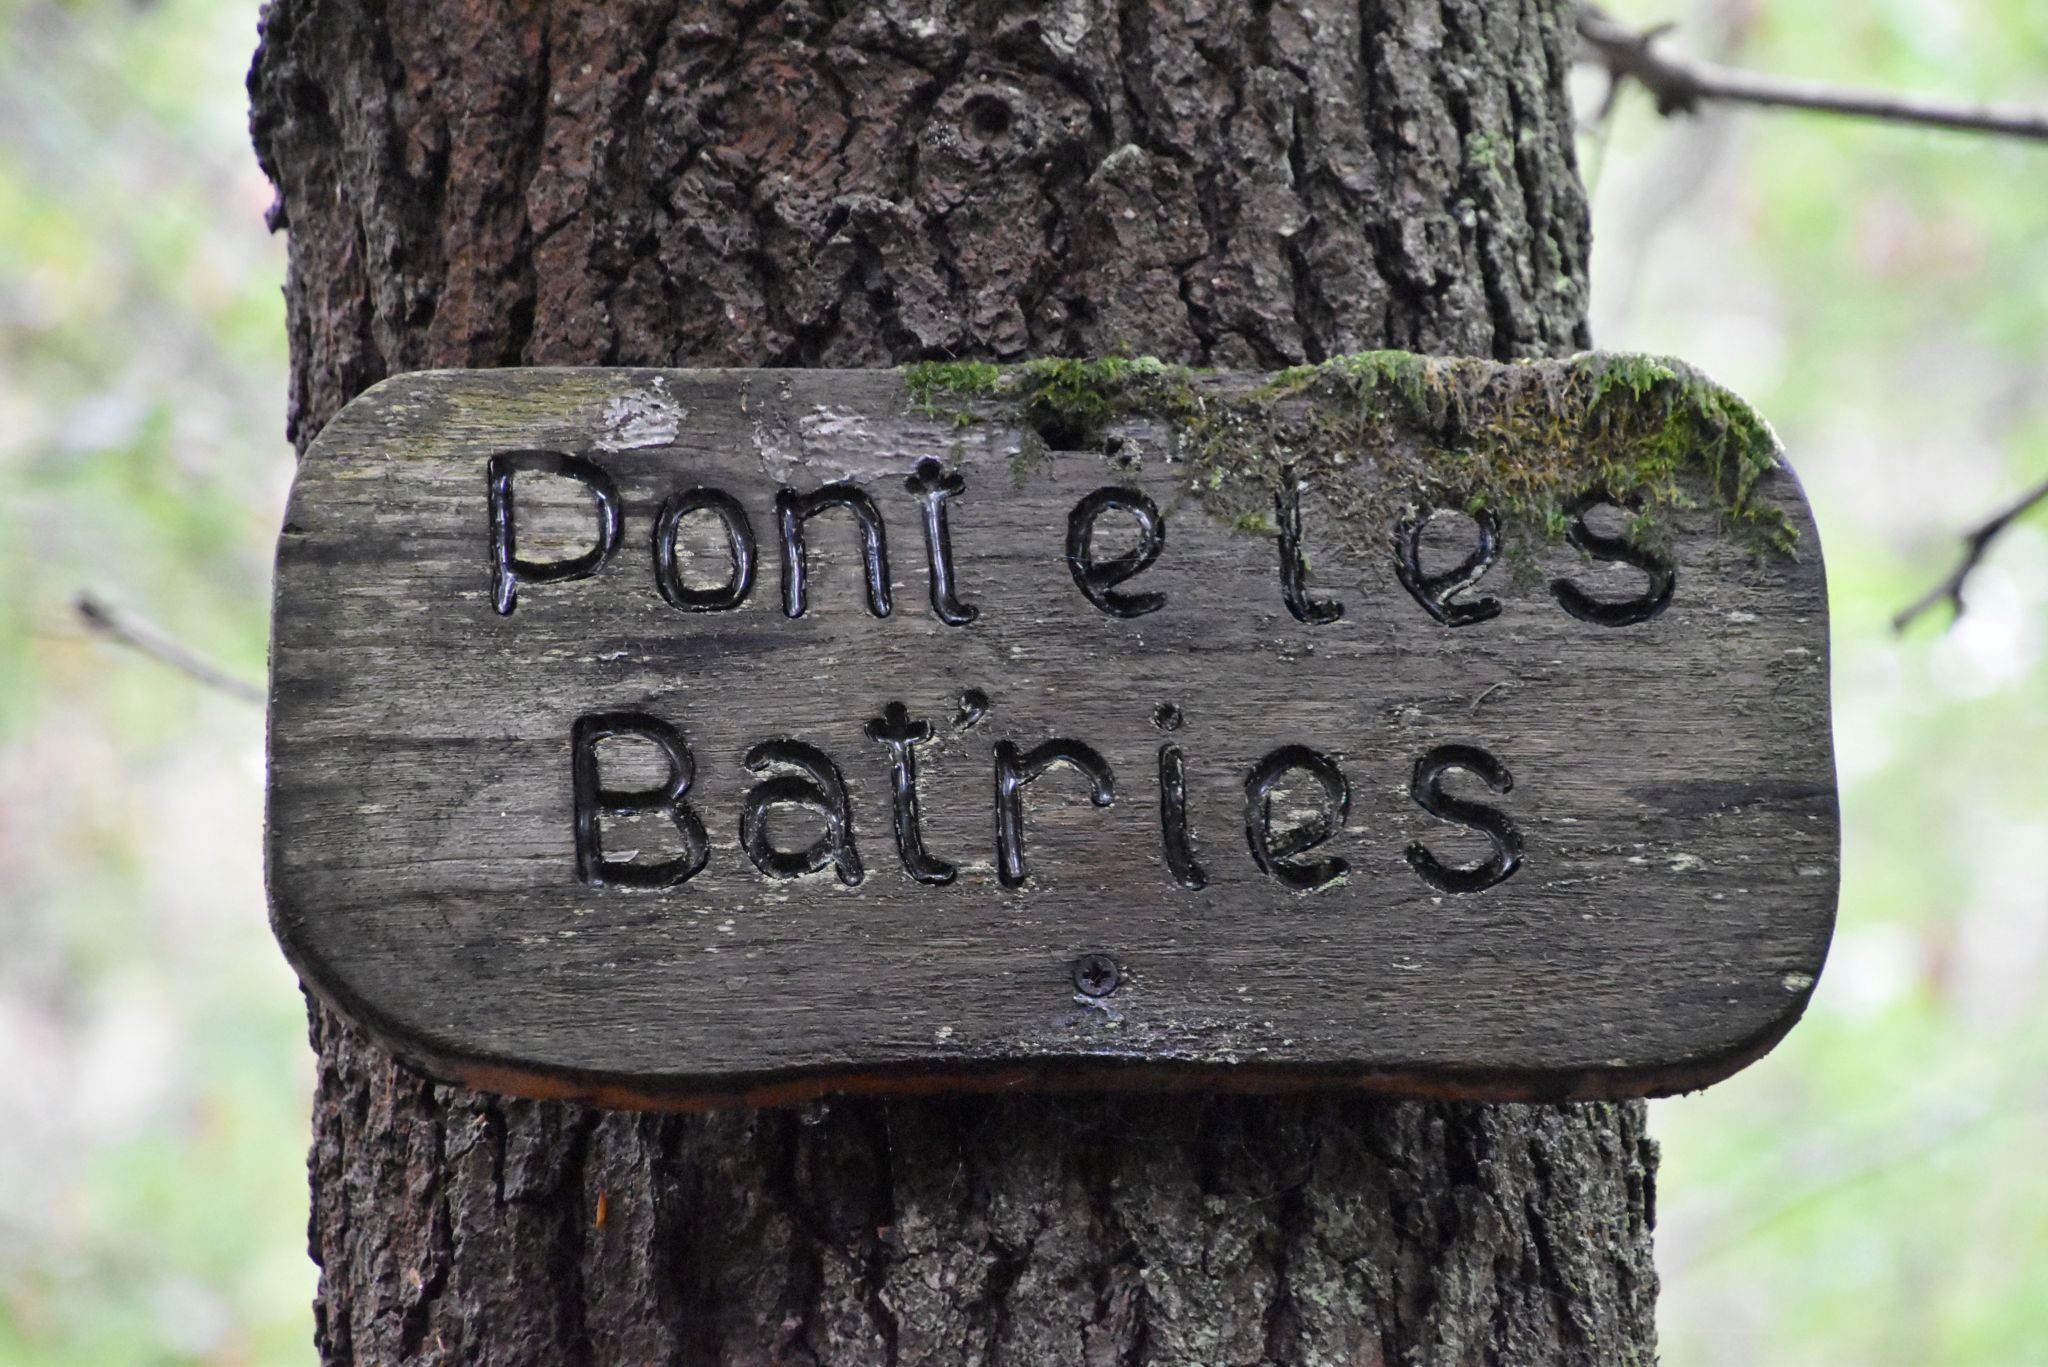 Pont è les
Bat'ries